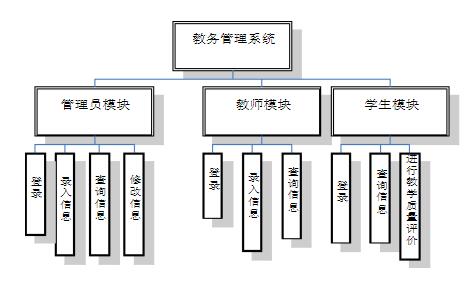 教务管理系统
管理员模块
教师模块
学生模块
登录
录入信息
查询信息
修改信息
登录
录入信息
查询信息
登录
查询信息
进行教学质量评价